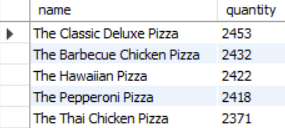 name quantity
The Classic Deluxe Pizza 2453
The Barbecue Chicken Pizza 2432
The Hawaiian Pizza 2422
The Pepperoni Pizza 2418
The Thai Chicken Pizza 2371